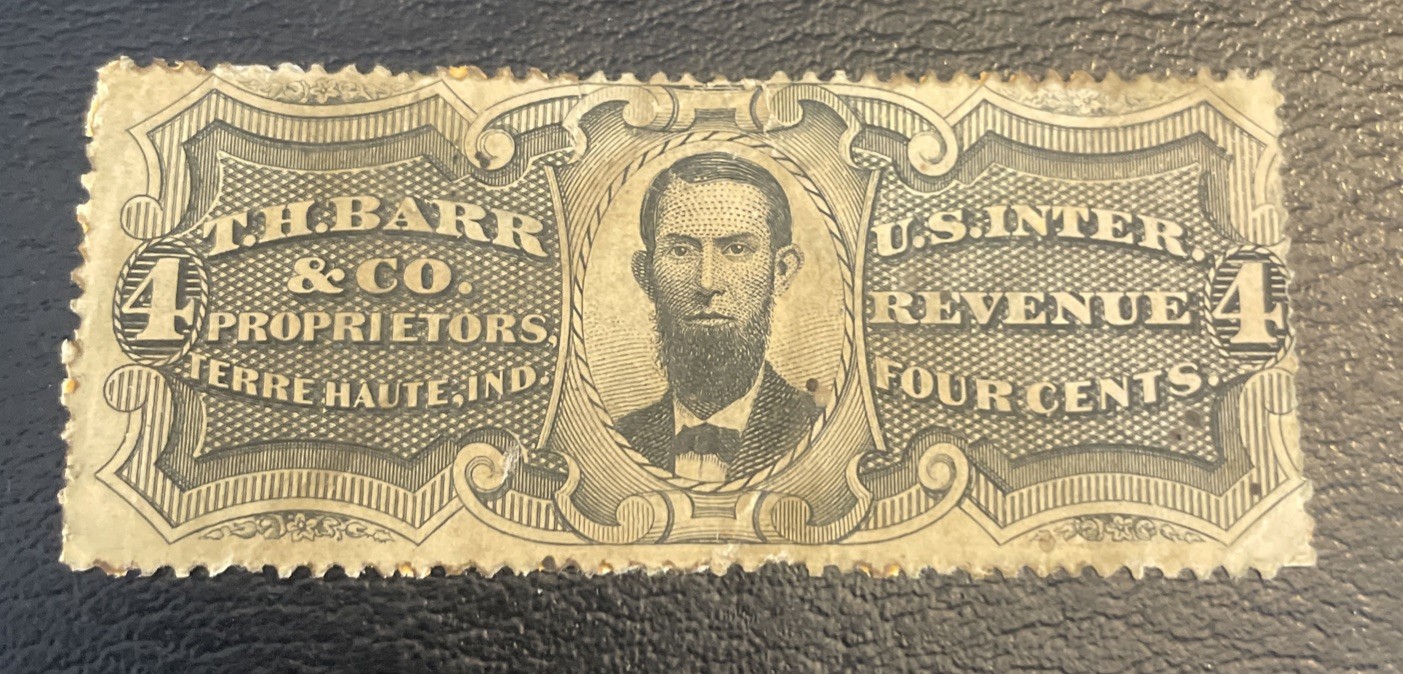 T.H.BARR
& CO.
PROPRIETORS,
TERRE HAUTE, IND.
4
U.S. INTER.
REVENUE
FOUR CENTS.
4